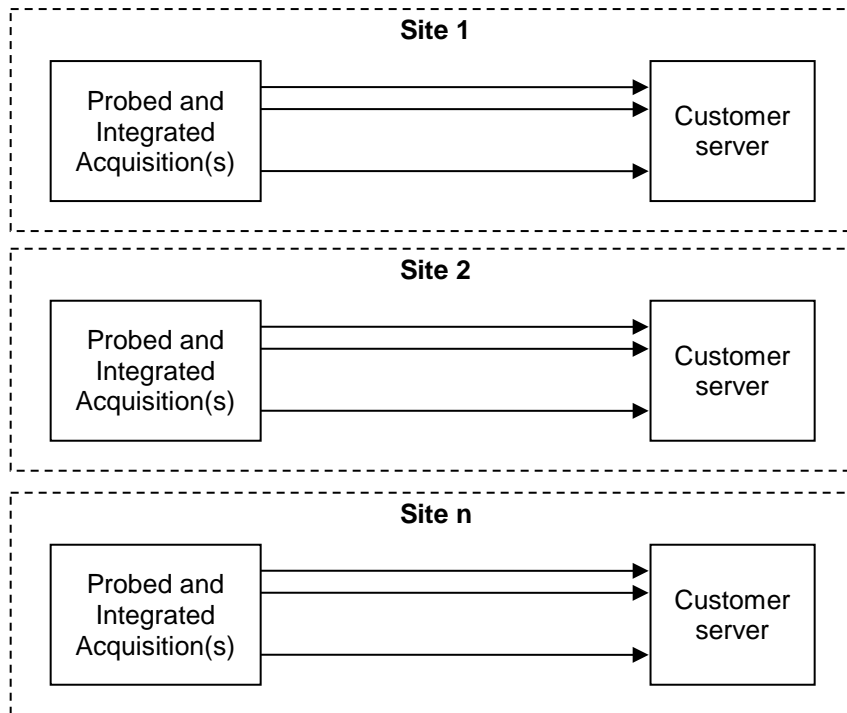 Site 1
Probed and
Integrated
Acquisition(s)
Customer
server
Site 2
Probed and
Integrated
Acquisition(s)
Customer
server
Site n
Probed and
Integrated
Acquisition(s)
Customer
server